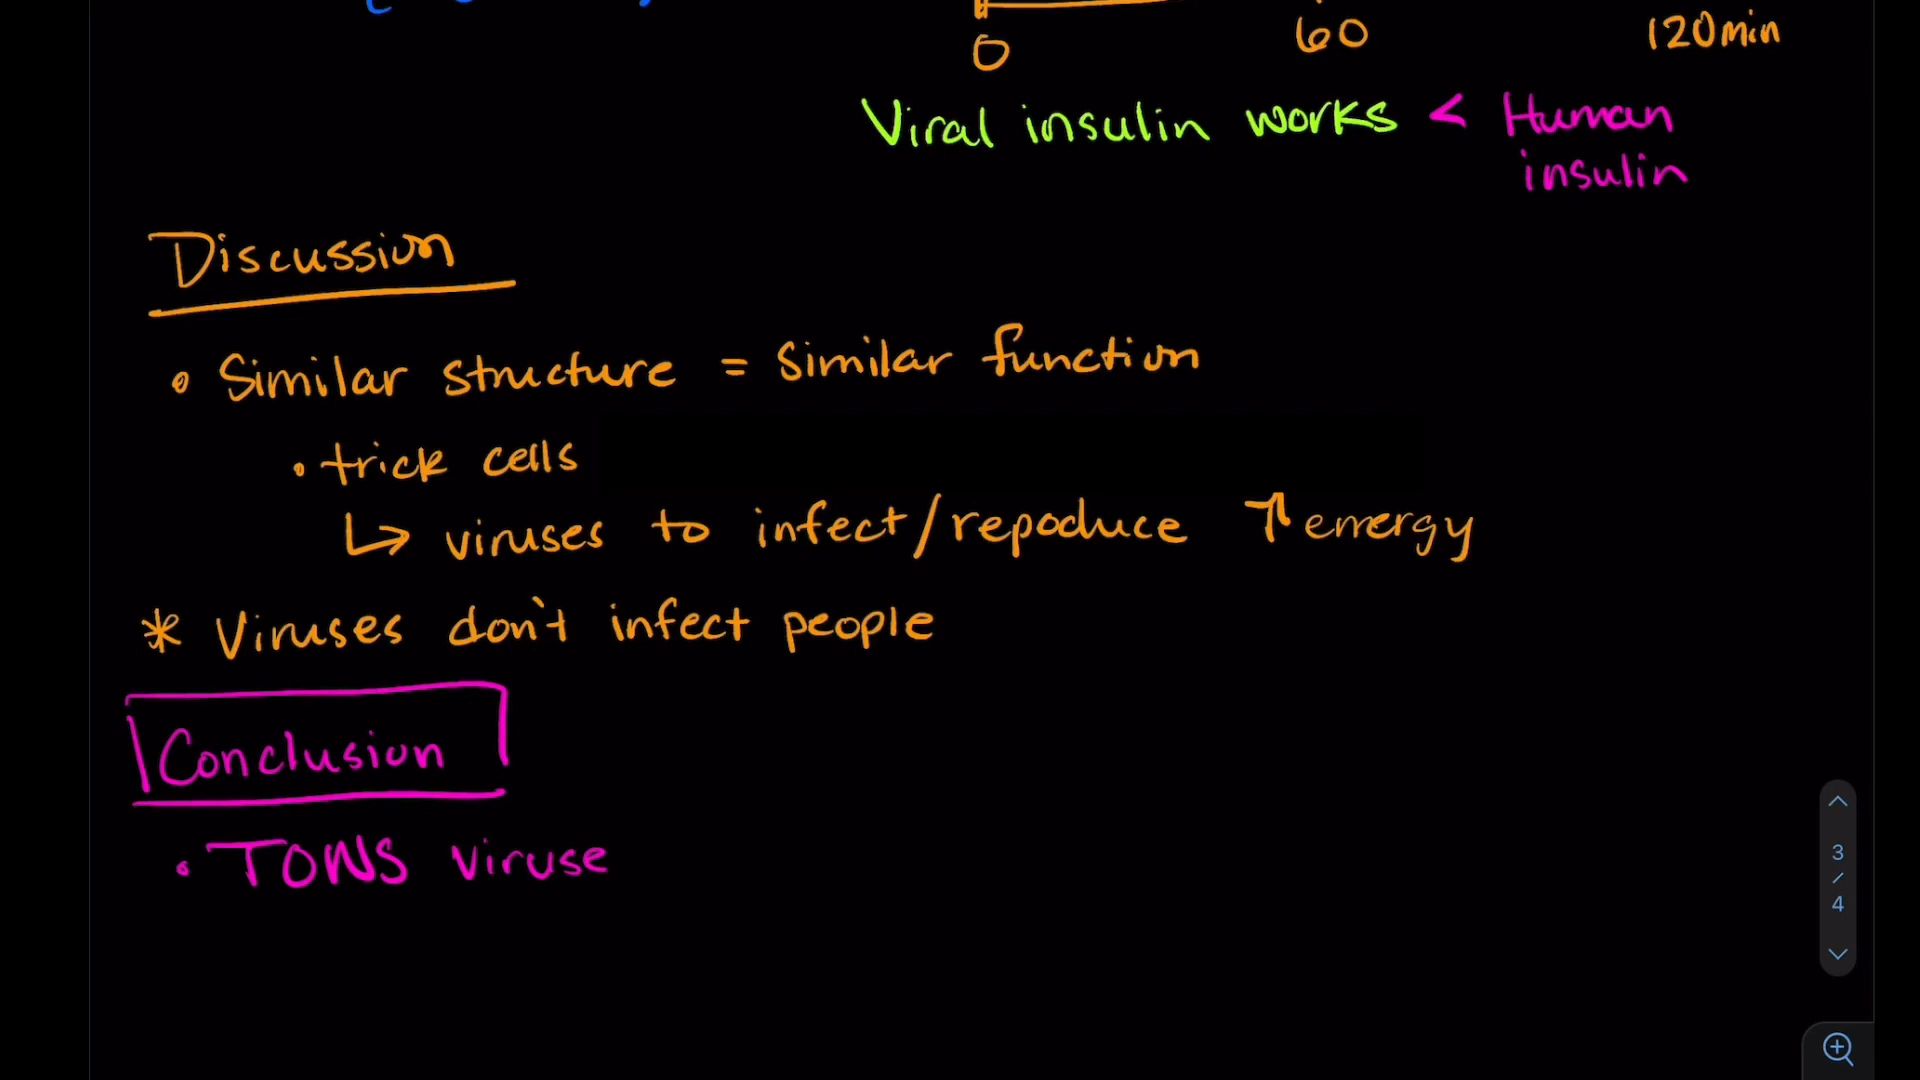 0 60 120min
Viral insulin works < Human
insulin
Discussion
• Similar structure = Similar function
• trick cells
↳ viruses to infect/repoduce ↑ emergy
* Viruses don't infect people
Conclusion
• TONS viruse
3
/
4